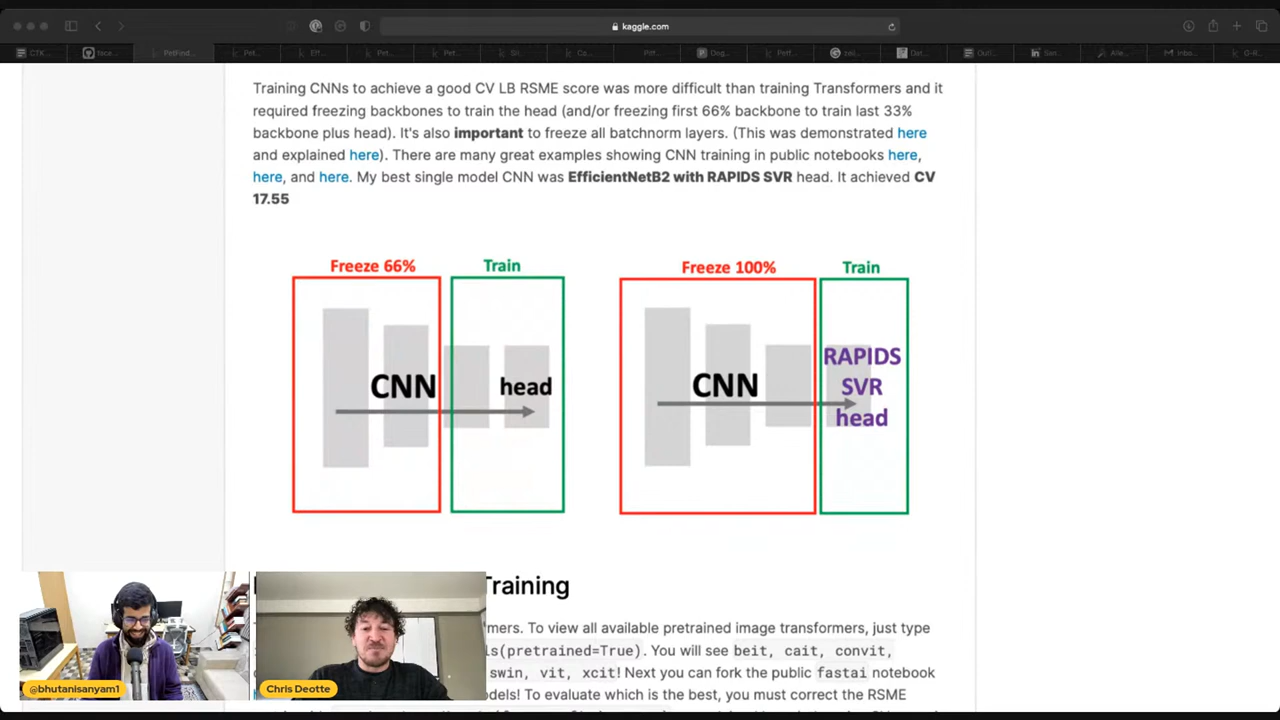 kaggle.com
CTK
fece
PetFind
Training CNNs to achieve a good CV LB RSME score was more difficult than training Transformers and it
required freezing backbones to train the head (and/or freezing first 66% backbone to train last 33%
backbone plus head). It's also important to freeze all batchnorm layers. (This was demonstrated here
and explained here). There are many great examples showing CNN training in public notebooks here,
here, and here. My best single model CNN was EfficientNetB2 with RAPIDS SVR head. It achieved CV
17.55
Freeze 66%
Train
Freeze 100%
Train
CNN
head
CNN
RAPIDS
SVR
head
Training
mers. To view all available pretrained image transformers, just type
ls(pretrained=True). You will see beit, cait, convit,
swin, vit, xcit! Next you can fork the public fastai notebook
odels! To evaluate which is the best, you must correct the RSME
@bhutanisanyam1
Chris Deotte